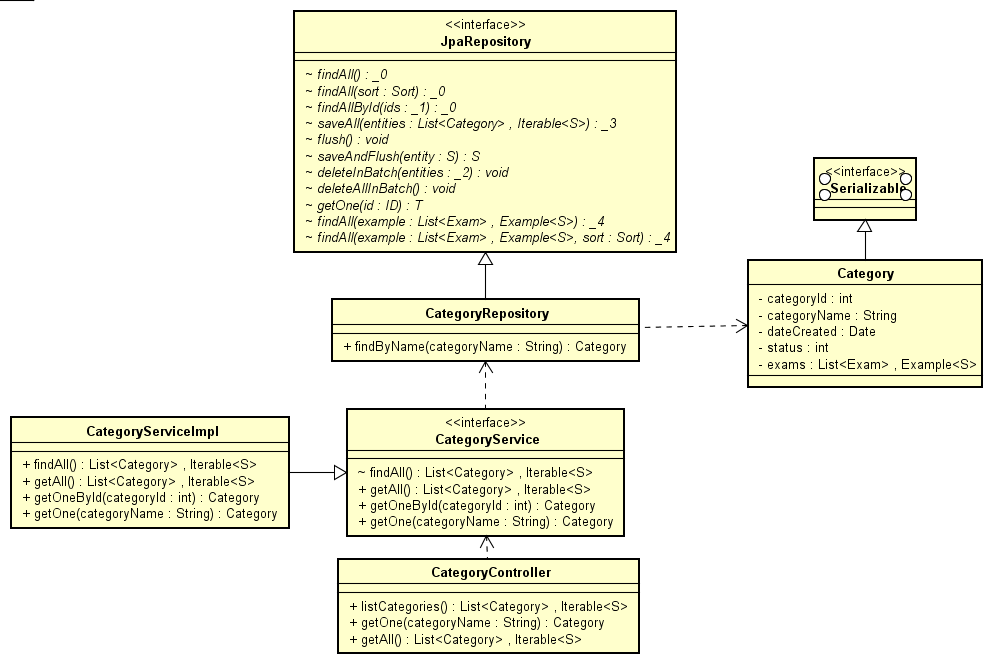 <<interface>>
JpaRepository
~ findAll() : _0
~ findAll(sort : Sort) : _0
~ findAllById(ids : _1) : _0
~ saveAll(entities : List<Category> , Iterable<S>) : _3
~ flush() : void
~ saveAndFlush(entity : S) : S
~ deleteInBatch(entities : _2) : void
~ deleteAllInBatch() : void
~ getOne(id : ID) : T
~ findAll(example : List<Exam> , Example<S>) : _4
~ findAll(example : List<Exam> , Example<S>, sort : Sort) : _4
<<interface>>
Serializable
Category
- categoryId : int
- categoryName : String
- dateCreated : Date
- status : int
- exams : List<Exam> , Example<S>
CategoryRepository
+ findByName(categoryName : String) : Category
CategoryServiceImpl
+ findAll() : List<Category> , Iterable<S>
+ getAll() : List<Category> , Iterable<S>
+ getOneById(categoryId : int) : Category
+ getOne(categoryName : String) : Category
<<interface>>
CategoryService
~ findAll() : List<Category> , Iterable<S>
+ getAll() : List<Category> , Iterable<S>
+ getOneById(categoryId : int) : Category
+ getOne(categoryName : String) : Category
CategoryController
+ listCategories() : List<Category> , Iterable<S>
+ getOne(categoryName : String) : Category
+ getAll() : List<Category> , Iterable<S>